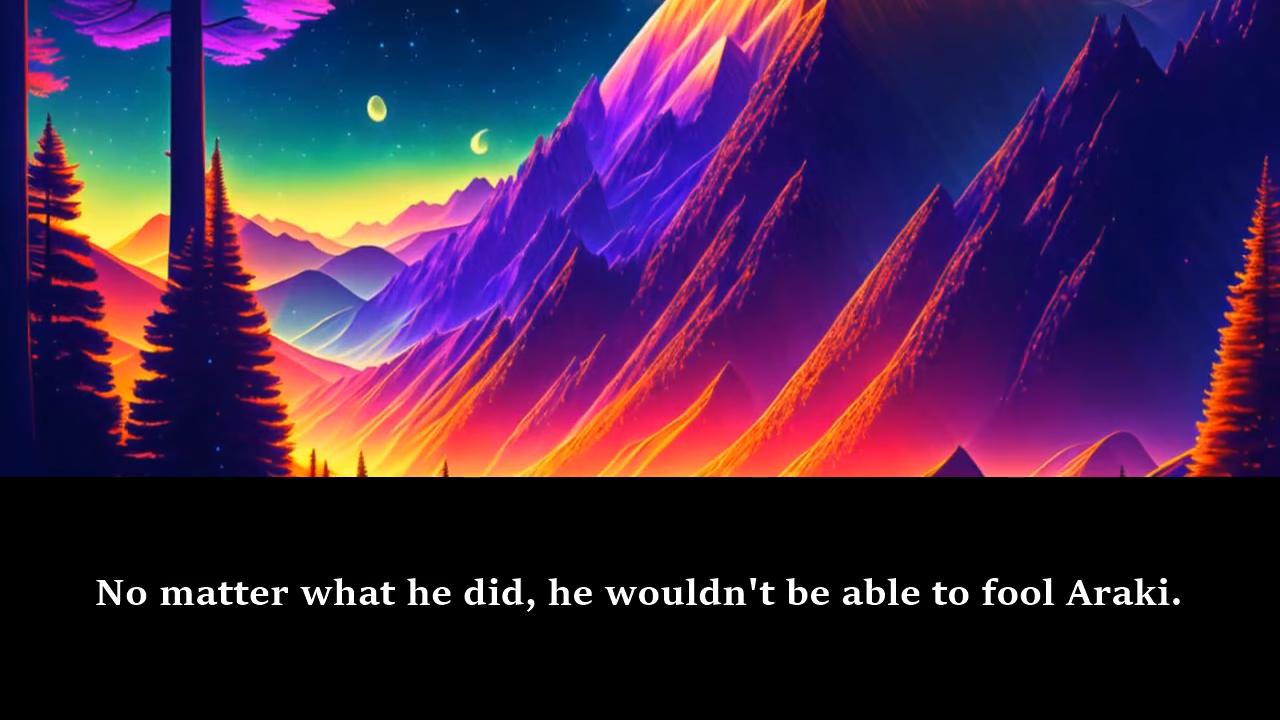 No matter what he did, he wouldn't be able to fool Araki.